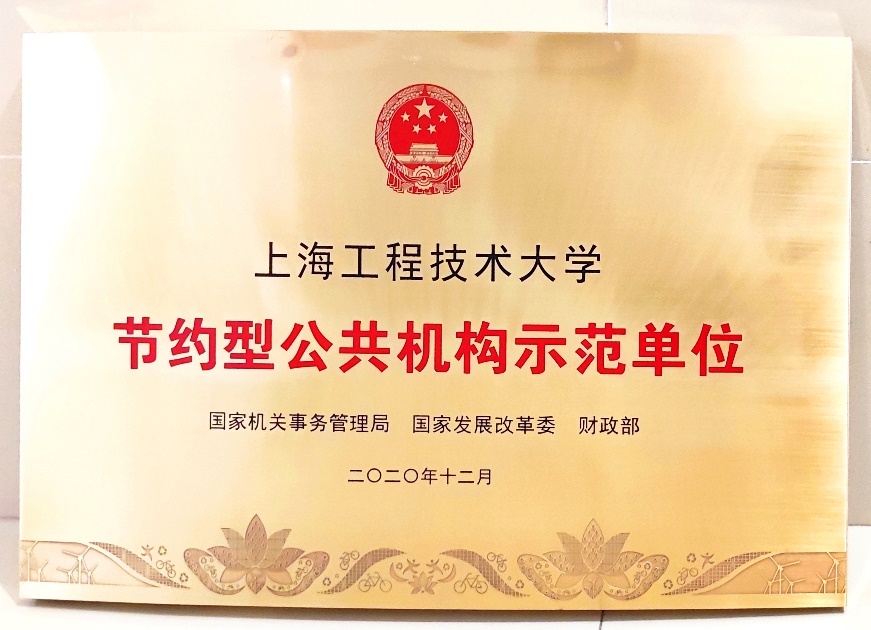 上海工程技术大学
节约型公共机构示范单位
国家机关事务管理局 国家发展改革委 财政部
二〇二〇年十二月